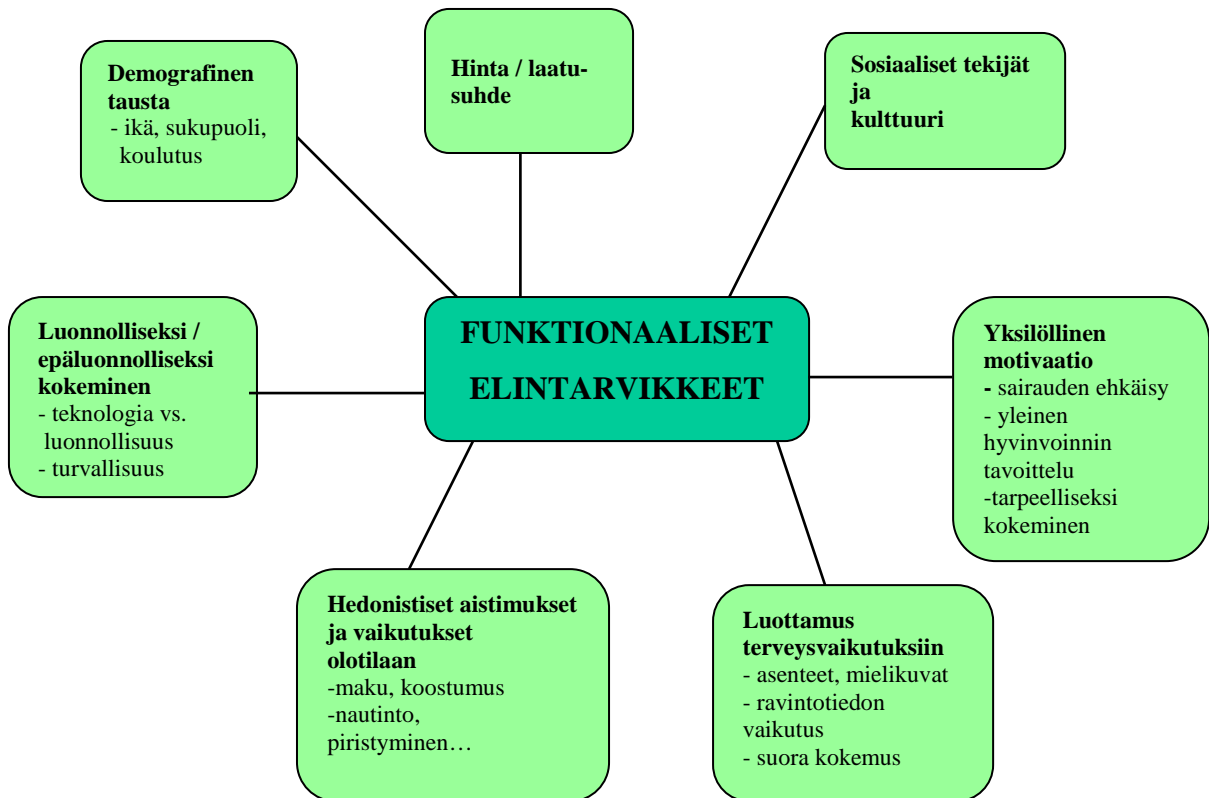 Demografinen
tausta
- ikä, sukupuoli,
koulutus
Hinta / laatu-
suhde
Sosiaaliset tekijät
ja
kulttuuri
Luonnolliseksi /
epäluonnolliseksi
kokeminen
- teknologia vs.
luonnollisuus
- turvallisuus
FUNKTIONAALISET
ELINTARVIKKEET
Yksilöllinen
motivaatio
- sairauden ehkäisy
- yleinen
hyvinvoinnin
tavoittelu
-tarpeelliseksi
kokeminen
Hedonistiset aistimukset
ja vaikutukset
olotilaan
-maku, koostumus
-nautinto,
piristyminen…
Luottamus
terveysvaikutuksiin
- asenteet, mielikuvat
- ravintotiedon
vaikutus
- suora kokemus